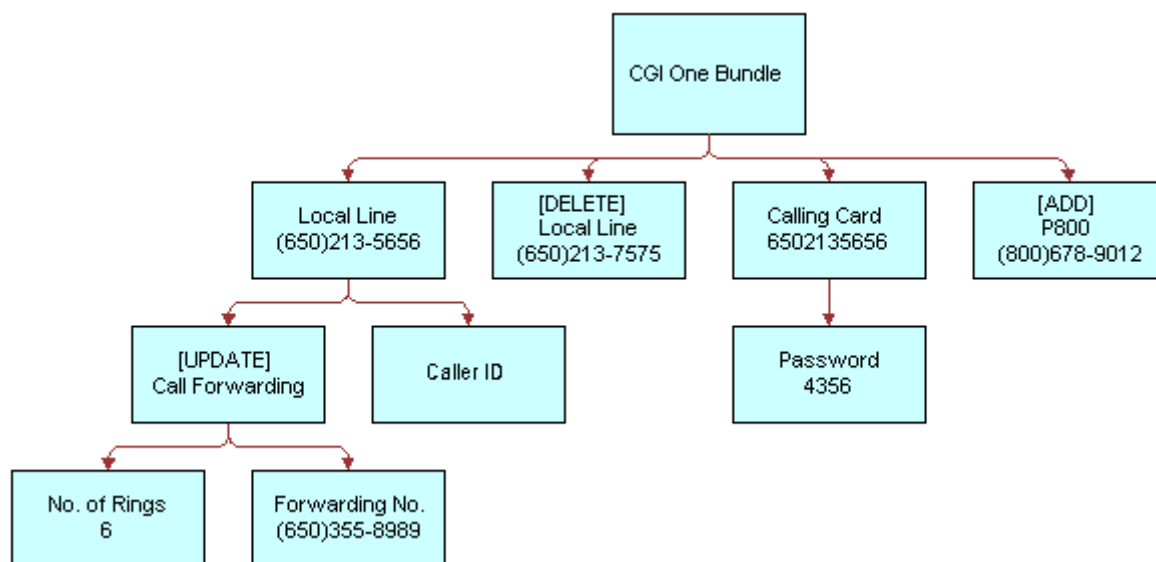 CGI One Bundle
Local Line
(650)213-5656
[DELETE]
Local Line
(650)213-7575
Calling Card
6502135656
[ADD]
P800
(800)678-9012
[UPDATE]
Call Forwarding
Caller ID
Password
4356
No. of Rings
6
Forwarding No.
(650)355-8989